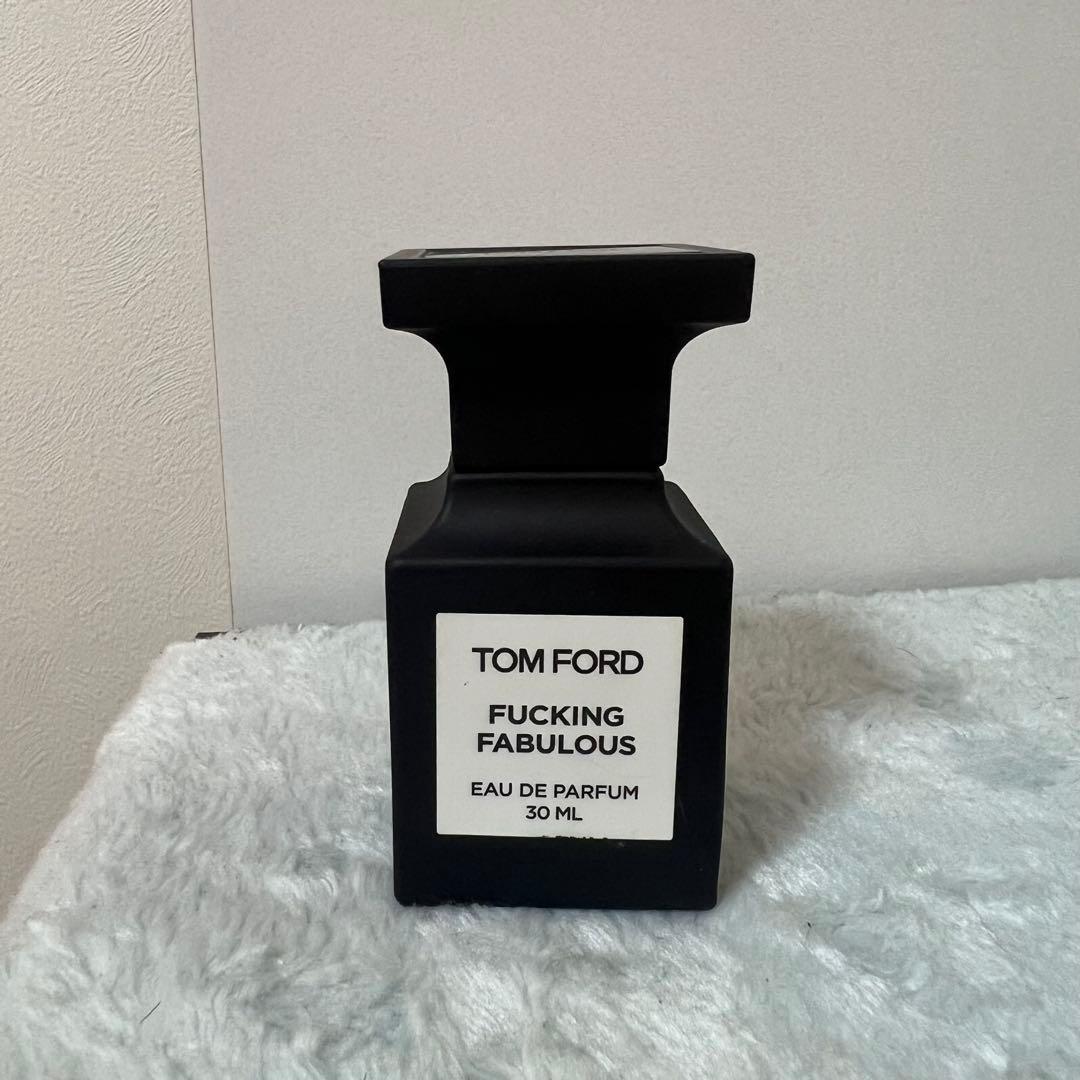 TOM FORD
FUCKING
FABULOUS
EAU DE PARFUM
30 ML